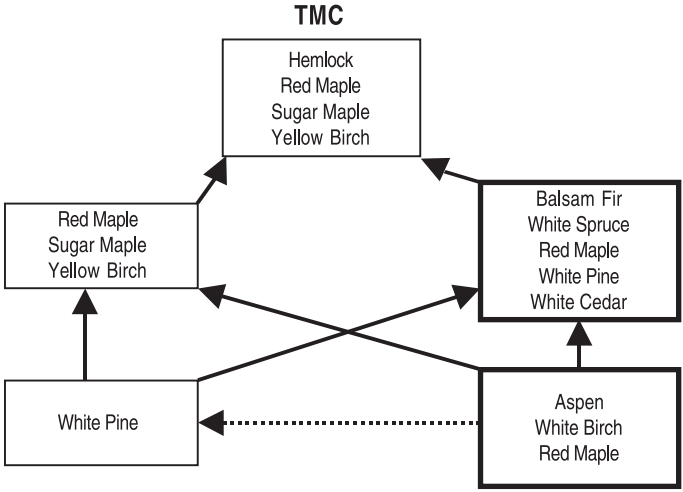 TMC
Hemlock
Red Maple
Sugar Maple
Yellow Birch
Red Maple
Sugar Maple
Yellow Birch
Balsam Fir
White Spruce
Red Maple
White Pine
White Cedar
White Pine
Aspen
White Birch
Red Maple